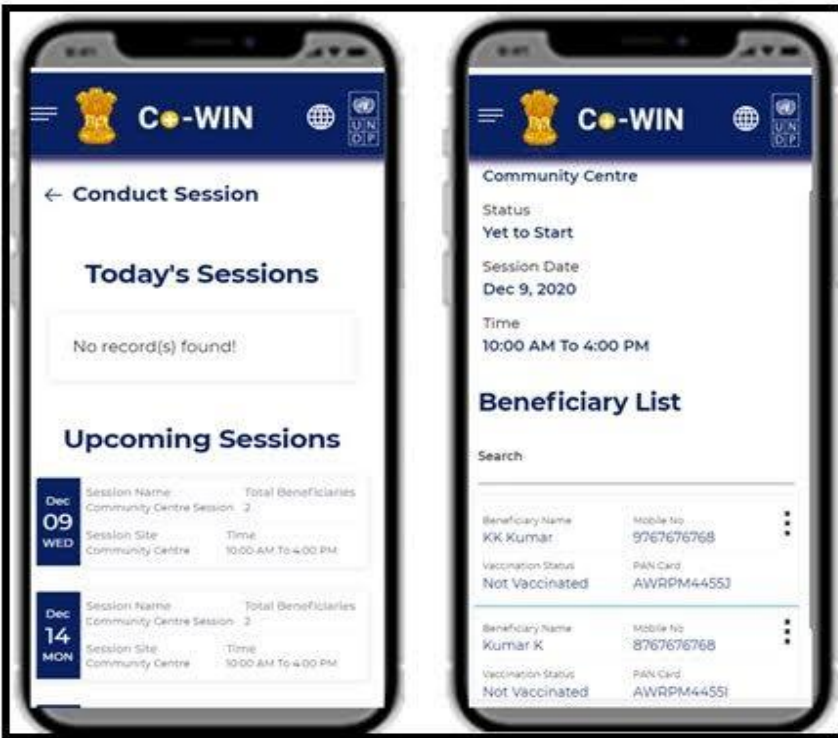 Co-WIN
UN
DP
← Conduct Session
Today's Sessions
No record(s) found!
Upcoming Sessions
Dec
09
WED
Session Name Total Beneficiaries
Community Centre Session 2
Session Site Time
Community Centre 10:00 AM To 4:00 PM
Dec
14
MON
Session Name Total Beneficiaries
Community Centre Session 2
Session Site Time
Community Centre 10:00 AM To 4:00 PM
Co-WIN
UN
DP
Community Centre
Status
Yet to Start
Session Date
Dec 9, 2020
Time
10:00 AM To 4:00 PM
Beneficiary List
Search
Beneficiary Name Mobile No
KK Kumar 9767676768
Vaccination Status PAN Card
Not Vaccinated AWRPM4455J
Beneficiary Name Mobile No
Kumar K 8767676768
Vaccination Status PAN Card
Not Vaccinated AWRPM4455I